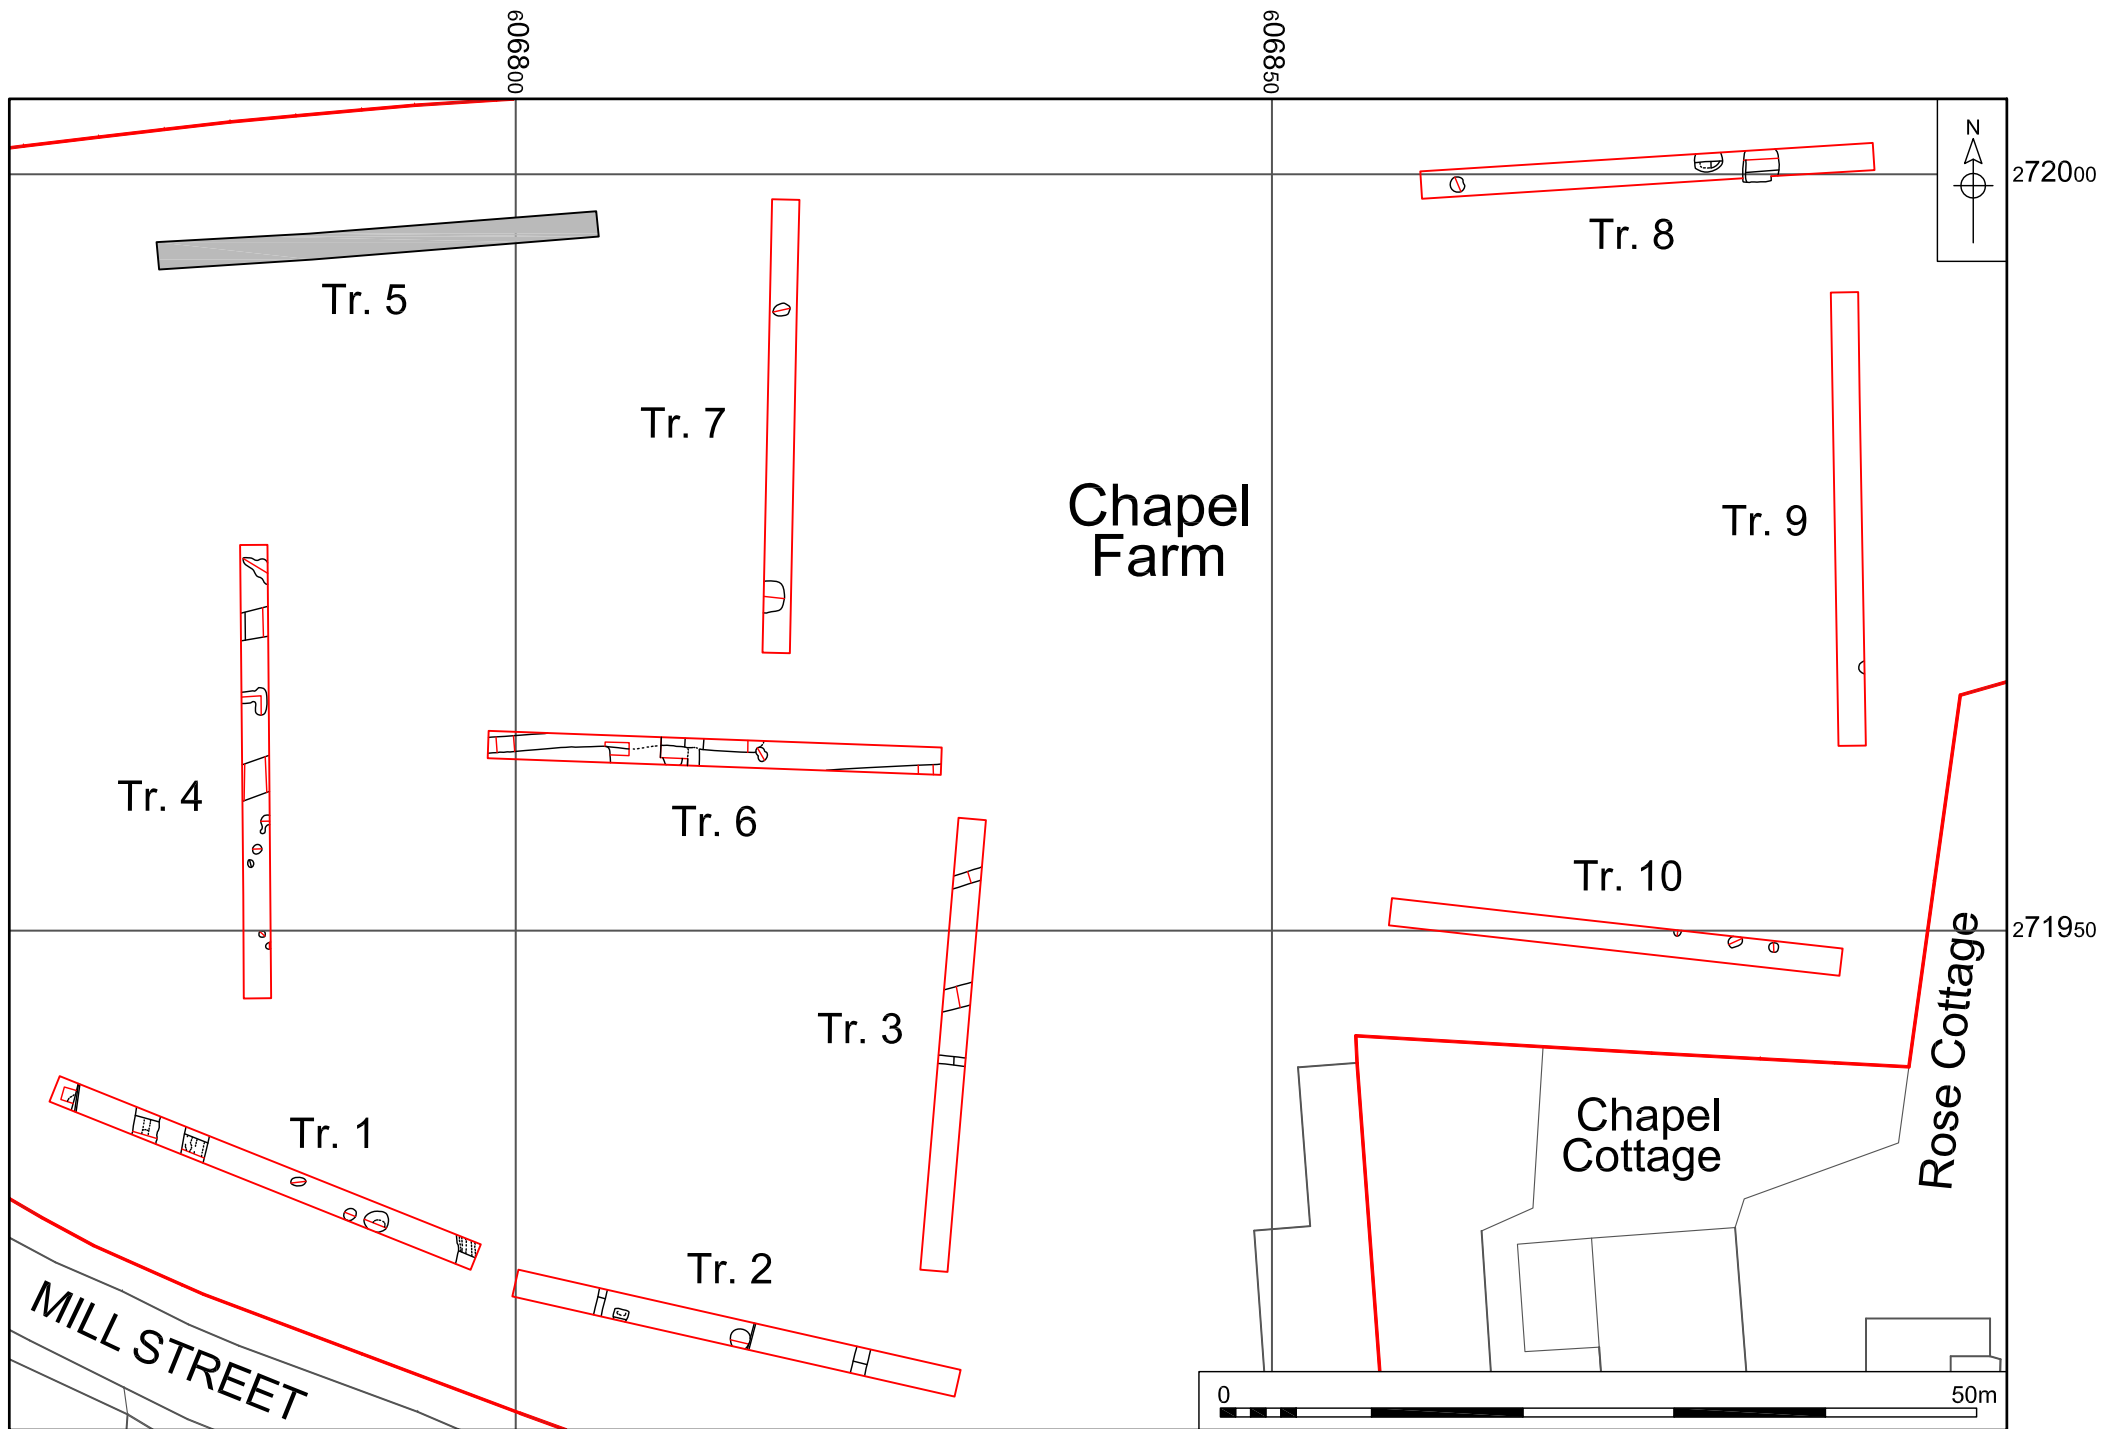 606800
606850
N
272000
Tr. 8
Tr. 5
Tr. 7
Chapel
Farm
Tr. 9
Tr. 4
Tr. 6
Tr. 10
271950
Tr. 3
Rose Cottage
Tr. 1
Chapel
Cottage
Tr. 2
MILL STREET
0 50m